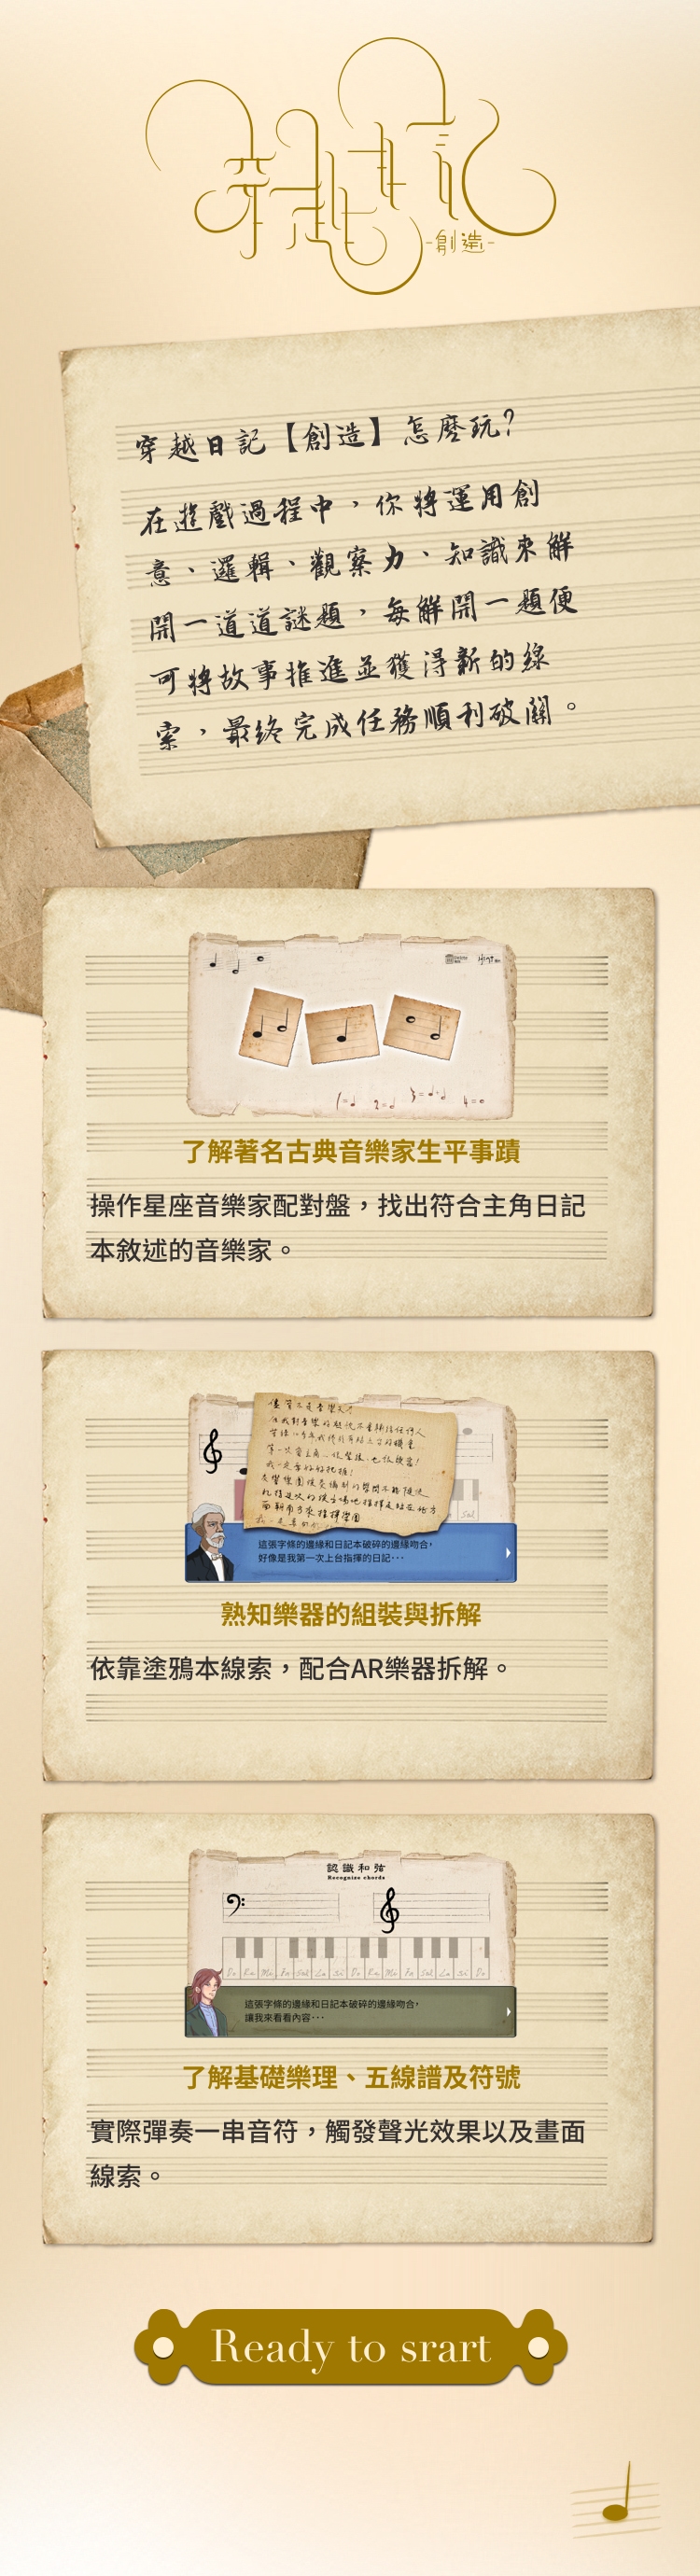 穿越日記
-創造-
穿越日記【創造】怎麼玩?
在遊戲過程中，你將運用創
意、邏輯、觀察力、知識來解
開一道道謎題，每解開一題便
可將故事推進並獲得新的線
索，最終完成任務順利破關。
1=
2=
3=
4=
了解著名古典音樂家生平事蹟
操作星座音樂家配對盤，找出符合主角日記
本敘述的音樂家。
這張字條的邊緣和日記本破碎的邊緣吻合，
好像是我第一次上台指揮的日記···
熟知樂器的組裝與拆解
依靠塗鴉本線索，配合AR樂器拆解。
認識和弦
Recognize chords
Do Re Mi Fa Sol La Si Do Re Mi Fa Sol La Si Do
這張字條的邊緣和日記本破碎的邊緣吻合，
讓我來看看內容···
了解基礎樂理、五線譜及符號
實際彈奏一串音符，觸發聲光效果以及畫面
線索。
Ready to srart